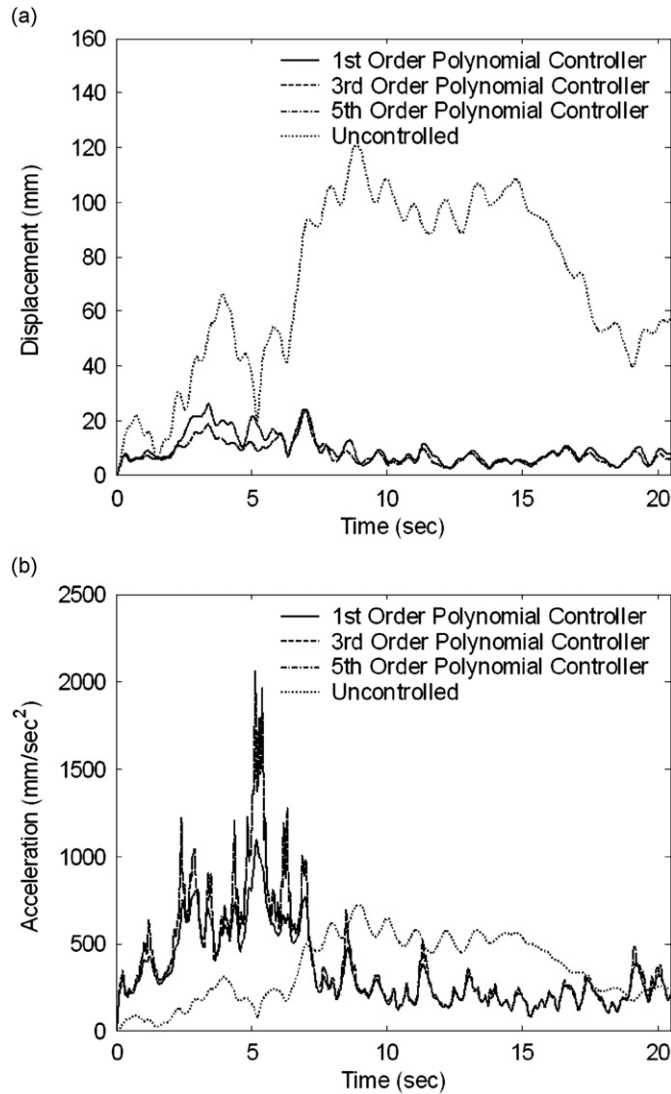 (a)
160
140
120
100
80
60
40
20
0
Displacement (mm)
1st Order Polynomial Controller
3rd Order Polynomial Controller
5th Order Polynomial Controller
Uncontrolled
0 5 10 15 20
Time (sec)
(b)
2500
2000
1500
1000
500
0
Acceleration (mm/sec²)
1st Order Polynomial Controller
3rd Order Polynomial Controller
5th Order Polynomial Controller
Uncontrolled
0 5 10 15 20
Time (sec)